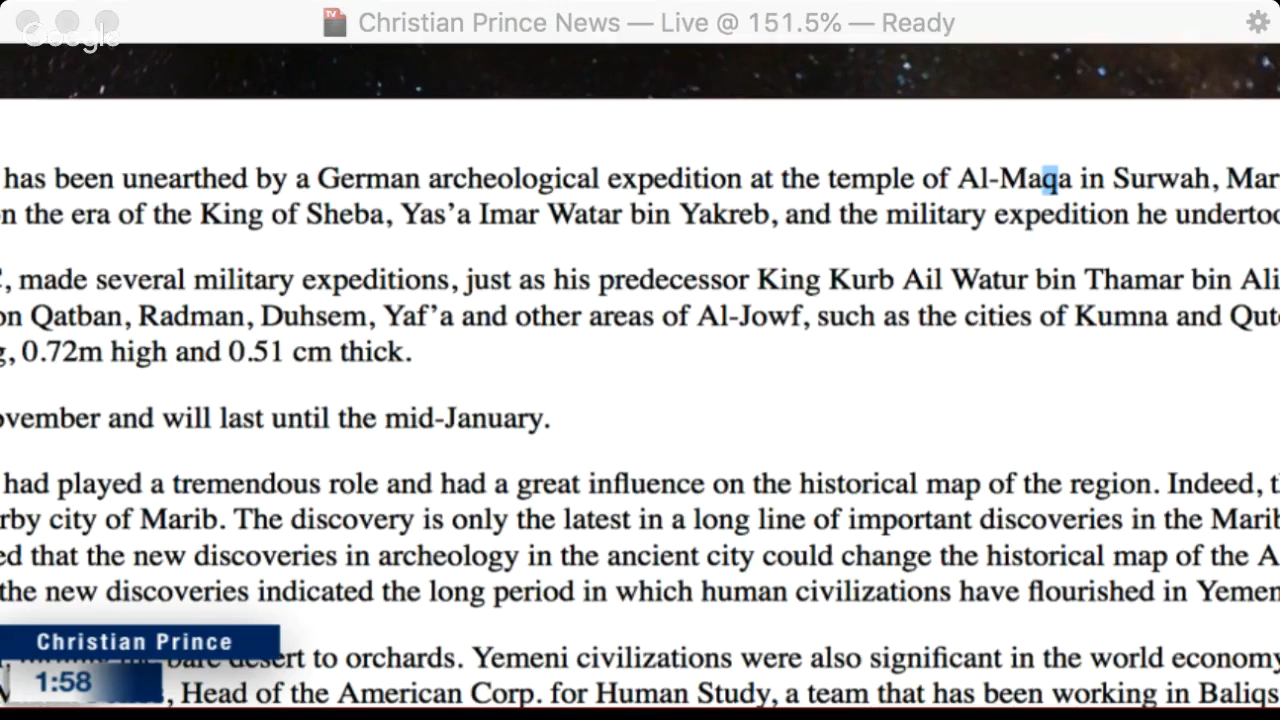 Christian Prince News — Live @ 151.5% — Ready
Google
has been unearthed by a German archeological expedition at the temple of Al-Maqa in Surwah, Mar
n the era of the King of Sheba, Yas’a Imar Watar bin Yakreb, and the military expedition he undertoo
, made several military expeditions, just as his predecessor King Kurb Ail Watur bin Thamar bin Ali
on Qatban, Radman, Duhsem, Yaf’a and other areas of Al-Jowf, such as the cities of Kumna and Qut
g, 0.72m high and 0.51 cm thick.
ovember and will last until the mid-January.
had played a tremendous role and had a great influence on the historical map of the region. Indeed, t
rby city of Marib. The discovery is only the latest in a long line of important discoveries in the Marib
ed that the new discoveries in archeology in the ancient city could change the historical map of the A
the new discoveries indicated the long period in which human civilizations have flourished in Yemen
Christian Prince
desert to orchards. Yemeni civilizations were also significant in the world economy
1:58
, Head of the American Corp. for Human Study, a team that has been working in Baliqs